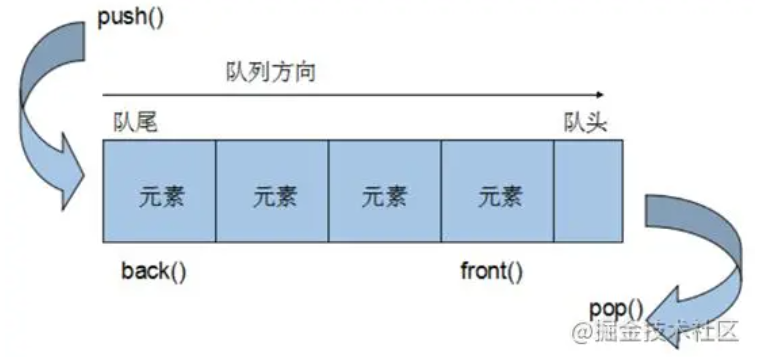 push()
队列方向
队尾 队头
元素 元素 元素 元素
back() front()
pop()
@掘金技术社区